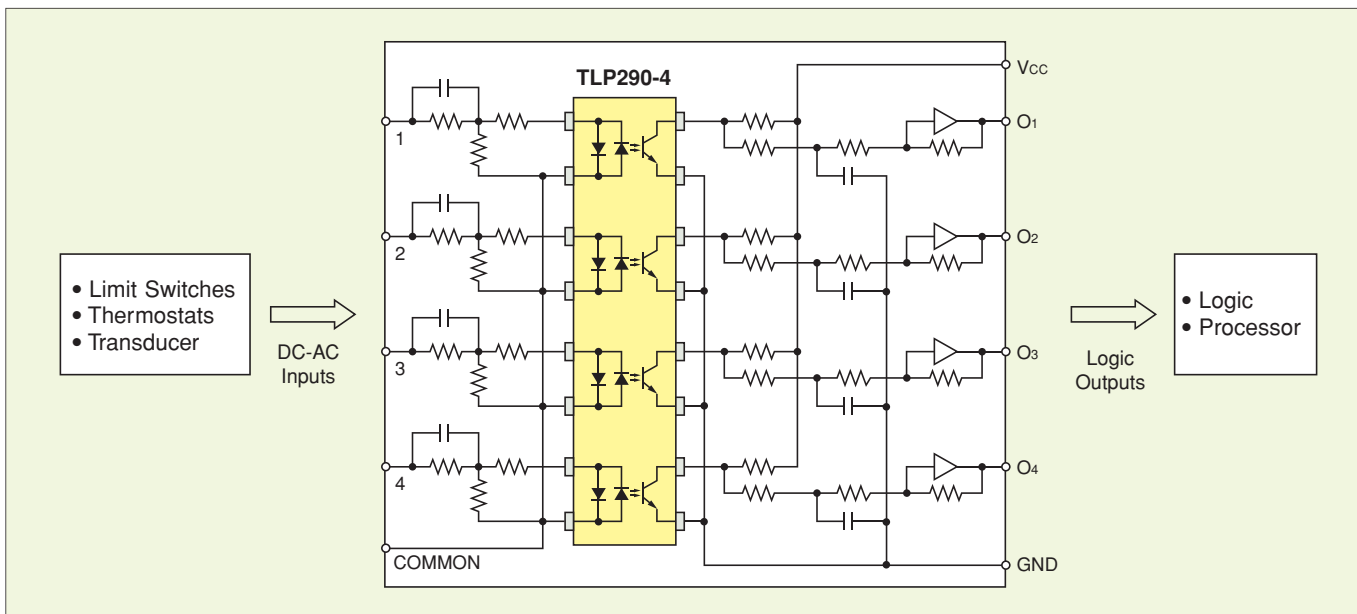 TLP290-4
VCC
1
O1
2
O2
• Limit Switches
• Thermostats
• Transducer
DC-AC
Inputs
3
O3
Logic
Outputs
• Logic
• Processor
4
O4
COMMON
GND